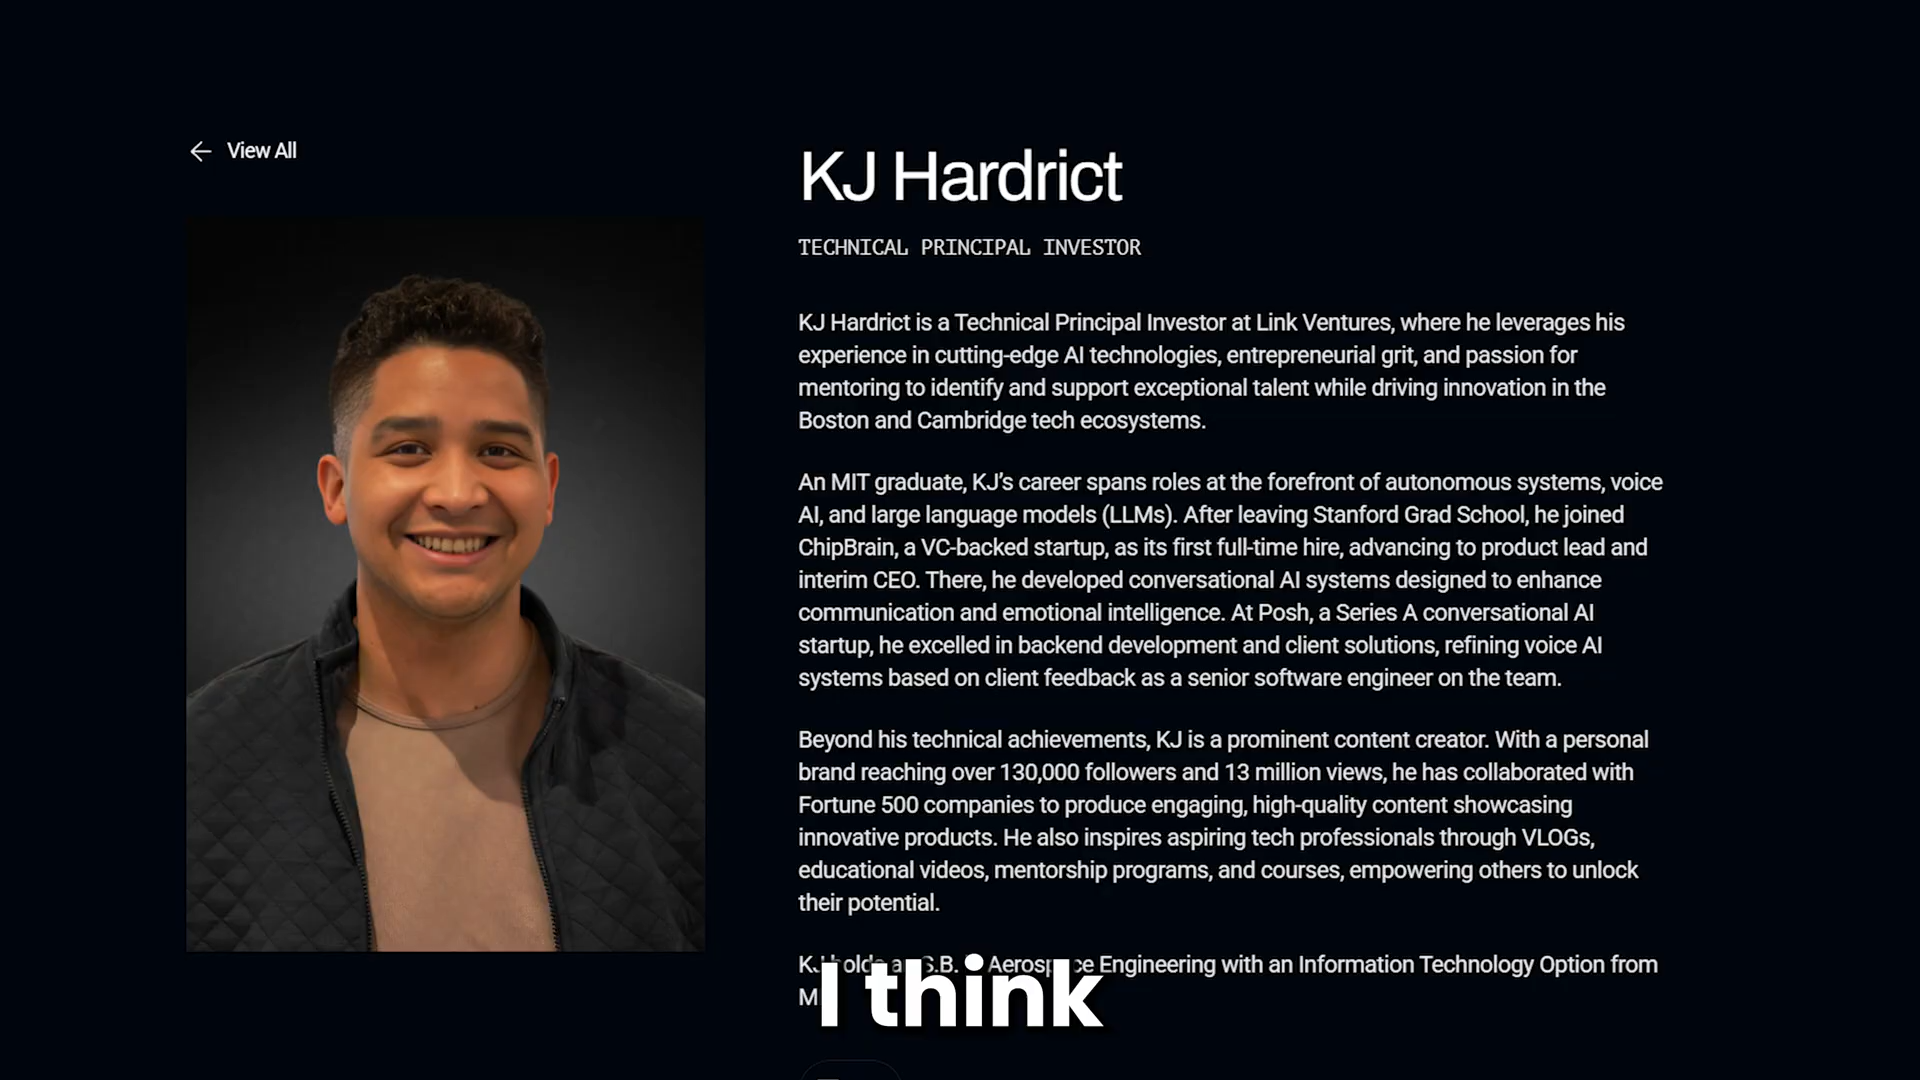 View All
KJ Hardrict
TECHNICAL PRINCIPAL INVESTOR
KJ Hardrict is a Technical Principal Investor at Link Ventures, where he leverages his
experience in cutting-edge AI technologies, entrepreneurial grit, and passion for
mentoring to identify and support exceptional talent while driving innovation in the
Boston and Cambridge tech ecosystems.
An MIT graduate, KJ’s career spans roles at the forefront of autonomous systems, voice
AI, and large language models (LLMs). After leaving Stanford Grad School, he joined
ChipBrain, a VC-backed startup, as its first full-time hire, advancing to product lead and
interim CEO. There, he developed conversational AI systems designed to enhance
communication and emotional intelligence. At Posh, a Series A conversational AI
startup, he excelled in backend development and client solutions, refining voice AI
systems based on client feedback as a senior software engineer on the team.
Beyond his technical achievements, KJ is a prominent content creator. With a personal
brand reaching over 130,000 followers and 13 million views, he has collaborated with
Fortune 500 companies to produce engaging, high-quality content showcasing
innovative products. He also inspires aspiring tech professionals through VLOGs,
educational videos, mentorship programs, and courses, empowering others to unlock
their potential.
KJ holds an S.B. Aerospace Engineering with an Information Technology Option from
I think